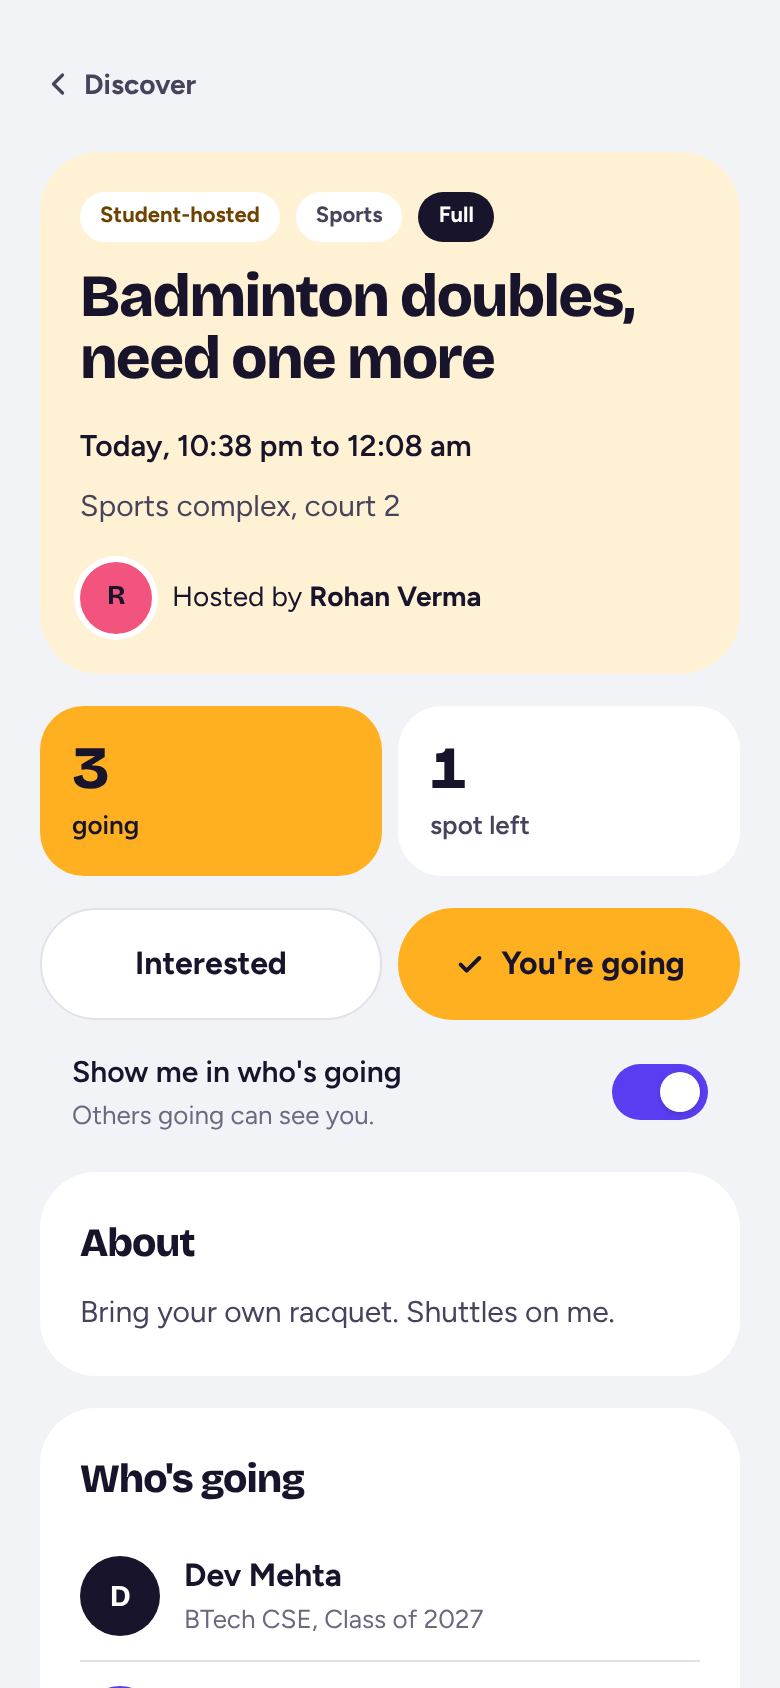 Discover
Student-hosted Sports Full
Badminton doubles,
need one more
Today, 10:38 pm to 12:08 am
Sports complex, court 2
R Hosted by Rohan Verma
3
going
1
spot left
Interested
You're going
Show me in who's going
Others going can see you.
About
Bring your own racquet. Shuttles on me.
Who's going
D
Dev Mehta
BTech CSE, Class of 2027